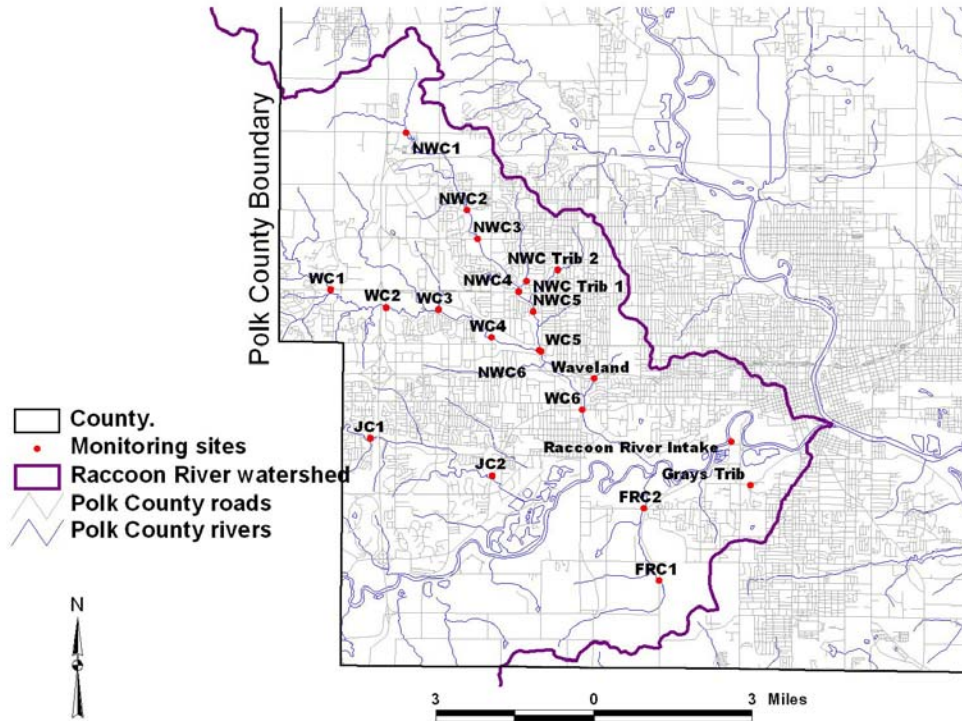 Polk County Boundary
NWC1
NWC2
NWC3
NWC Trib 2
WC1
NWC4
NWC Trib 1
WC2
WC3
NWC5
WC4
WC5
NWC6
Waveland
WC6
County.
JC1
Monitoring sites
Raccoon River Intake
Raccoon River watershed
JC2
Grays Trib
Polk County roads
FRC2
Polk County rivers
FRC1
N
3 0 3 Miles